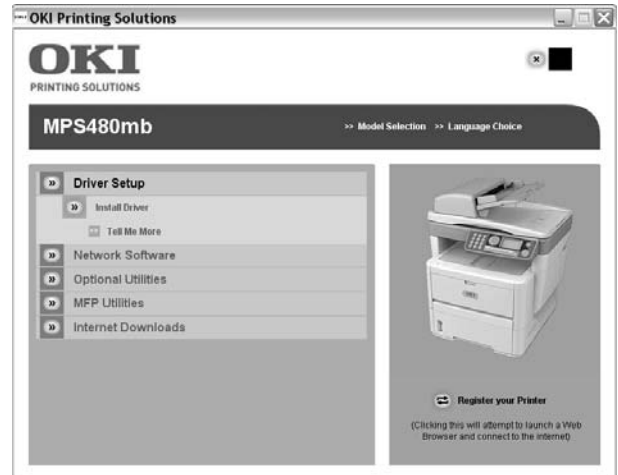 OKI Printing Solutions
OKI
PRINTING SOLUTIONS
MPS480mb
>> Model Selection >> Language Choice
Driver Setup
Install Driver
Tell Me More
Network Software
Optional Utilities
MFP Utilities
Internet Downloads
Register your Printer
(Clicking this will attempt to launch a Web
Browser and connect to the internet)